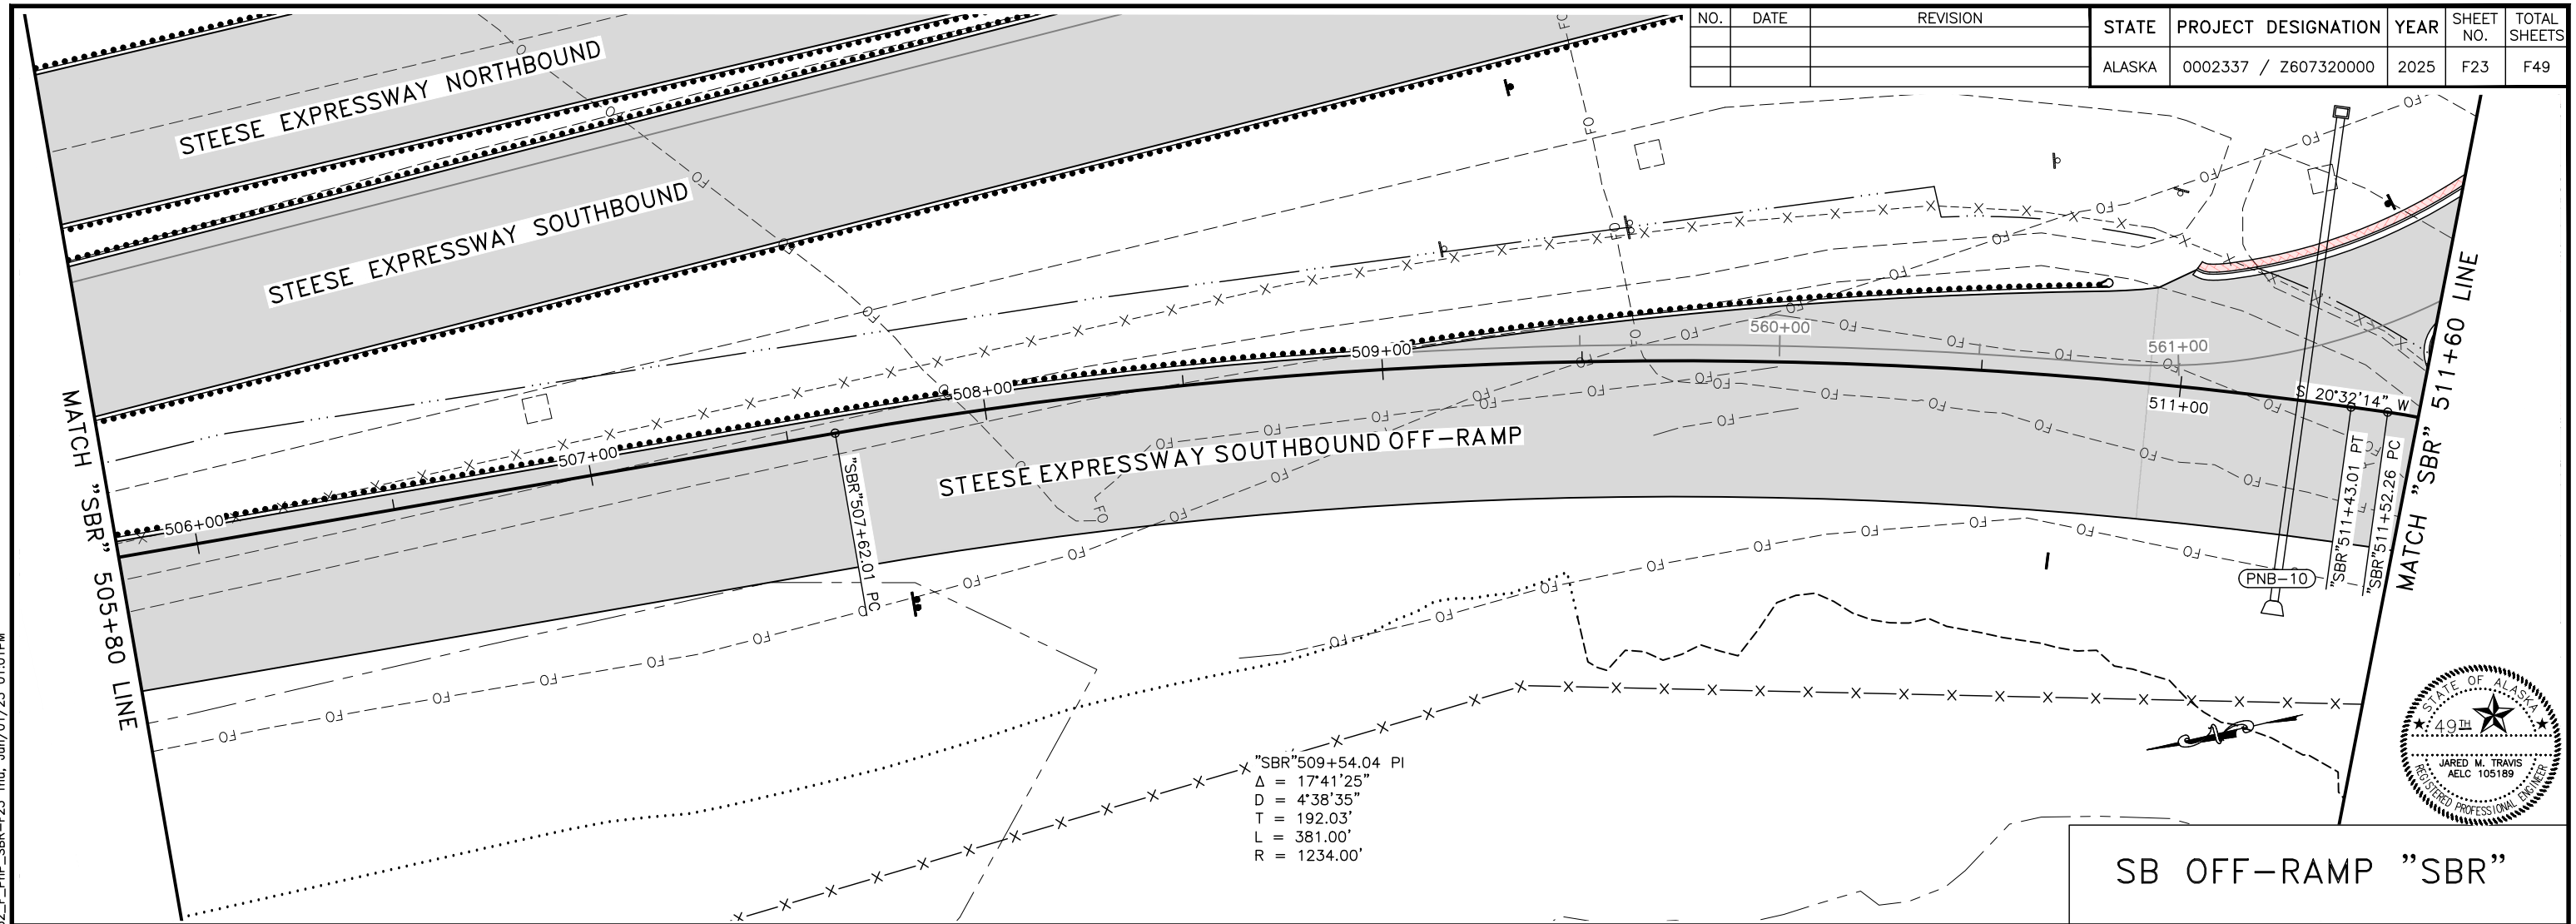 NO. DATE REVISION
STATE PROJECT DESIGNATION YEAR SHEET NO. TOTAL SHEETS
ALASKA 0002337 / Z607320000 2025 F23 F49
STEESE EXPRESSWAY NORTHBOUND
STEESE EXPRESSWAY SOUTHBOUND
STEESE EXPRESSWAY SOUTHBOUND OFF-RAMP
MATCH "SBR" 505+80 LINE
MATCH "SBR" 511+60 LINE
506+00
507+00
508+00
509+00
560+00
561+00
511+00
S 20°32'14" W
"SBR"507+62.01 PC
"SBR"511+43.01 PT
"SBR"511+52.26 PC
PNB-10
FO
"SBR"509+54.04 PI
Δ = 17°41'25"
D = 4°38'35"
T = 192.03'
L = 381.00'
R = 1234.00'
STATE OF ALASKA
49TH
JARED M. TRAVIS
AELC 105189
REGISTERED PROFESSIONAL ENGINEER
SB OFF-RAMP "SBR"